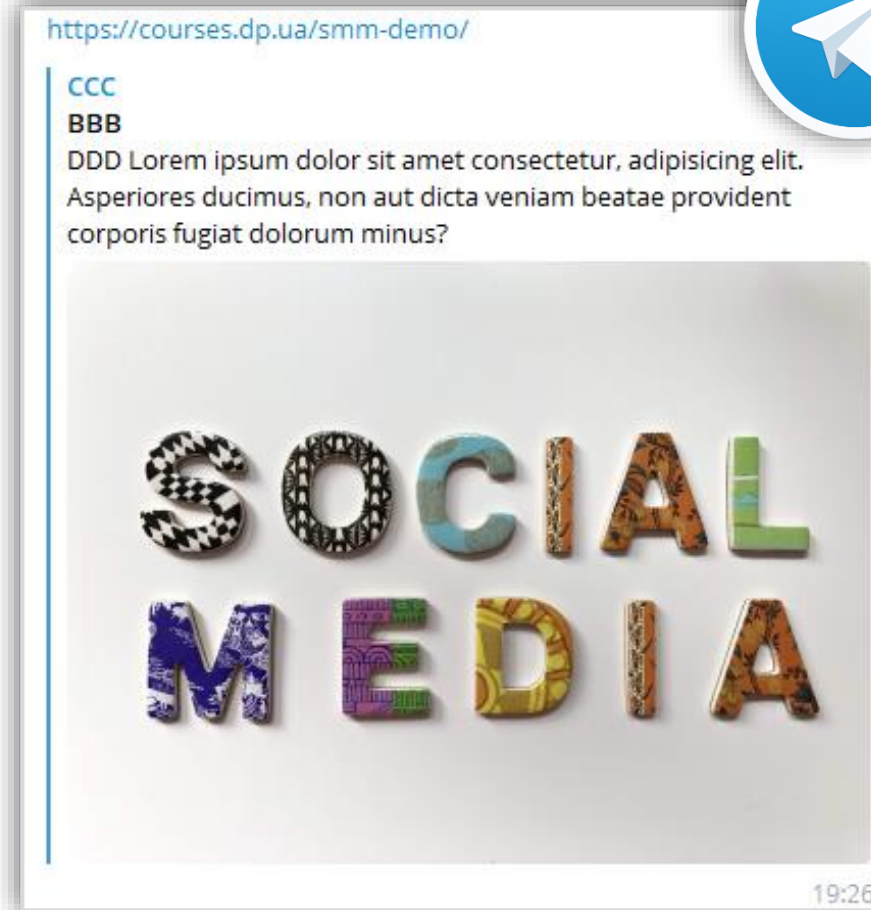 https://courses.dp.ua/smm-demo/
CCC
BBB
DDD Lorem ipsum dolor sit amet consectetur, adipisicing elit.
Asperiores ducimus, non aut dicta veniam beatae provident
corporis fugiat dolorum minus?
SOCIAL
MEDIA
19:26